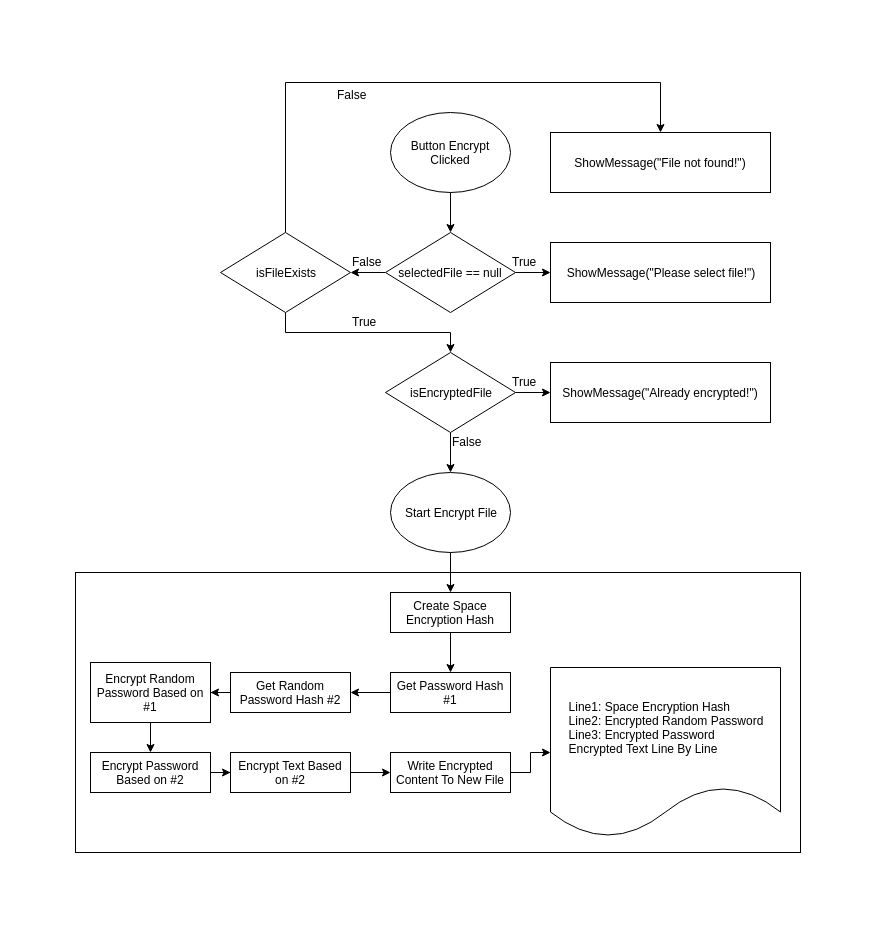 False
Button Encrypt
Clicked
ShowMessage("File not found!")
isFileExists
False
selectedFile == null
True
ShowMessage("Please select file!")
True
isEncryptedFile
True
ShowMessage("Already encrypted!")
False
Start Encrypt File
Create Space
Encryption Hash
Get Password Hash
#1
Get Random
Password Hash #2
Encrypt Random
Password Based on
#1
Encrypt Password
Based on #2
Encrypt Text Based
on #2
Write Encrypted
Content To New File
Line1: Space Encryption Hash
Line2: Encrypted Random Password
Line3: Encrypted Password
Encrypted Text Line By Line